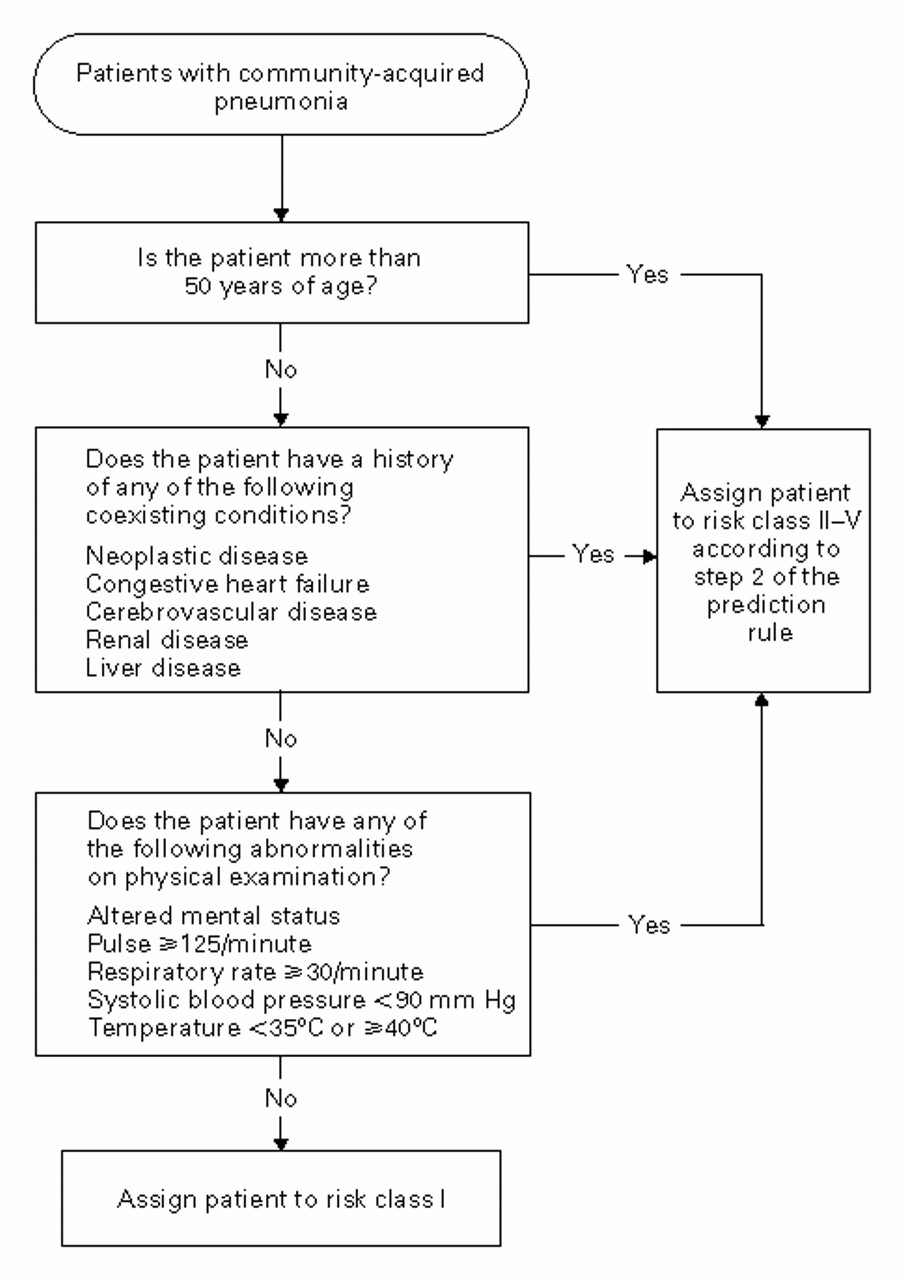 Patients with community-acquired
pneumonia
Is the patient more than
50 years of age?
Yes
No
Does the patient have a history
of any of the following
coexisting conditions?
Neoplastic disease
Congestive heart failure
Cerebrovascular disease
Renal disease
Liver disease
Yes
Assign patient
to risk class II–V
according to
step 2 of the
prediction
rule
No
Does the patient have any of
the following abnormalities
on physical examination?
Altered mental status
Pulse ≥125/minute
Respiratory rate ≥30/minute
Systolic blood pressure <90 mm Hg
Temperature <35ºC or ≥40ºC
Yes
No
Assign patient to risk class I